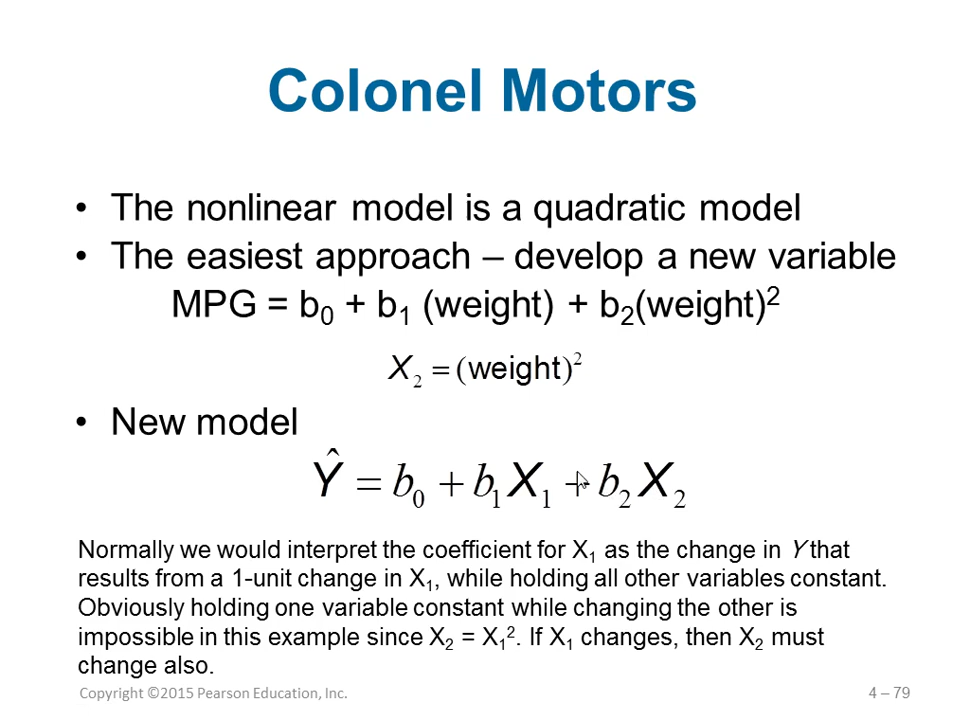 Colonel Motors
• The nonlinear model is a quadratic model
• The easiest approach – develop a new variable
MPG = b₀ + b₁ (weight) + b₂(weight)²
X₂ = (weight)²
• New model
Ŷ = b₀ + b₁X₁ + b₂X₂
Normally we would interpret the coefficient for X₁ as the change in Y that
results from a 1-unit change in X₁, while holding all other variables constant.
Obviously holding one variable constant while changing the other is
impossible in this example since X₂ = X₁². If X₁ changes, then X₂ must
change also.
Copyright ©2015 Pearson Education, Inc.
4 – 79